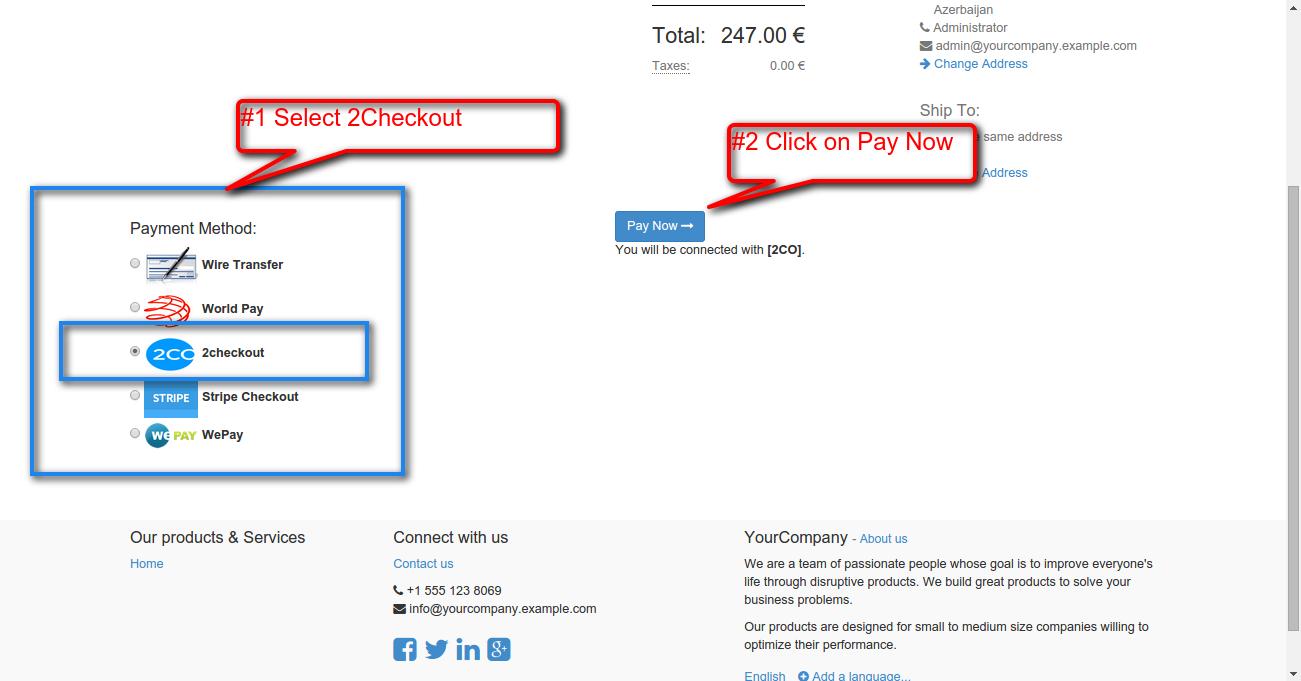 Azerbaijan
Administrator
admin@yourcompany.example.com
Change Address
Total: 247.00 €
Taxes: 0.00 €
Ship To:
same address
Address
#1 Select 2Checkout
#2 Click on Pay Now
Pay Now
You will be connected with [2CO].
Payment Method:
Wire Transfer
World Pay
2CO 2checkout
STRIPE Stripe Checkout
WE PAY WePay
Our products & Services
Home
Connect with us
Contact us
+1 555 123 8069
info@yourcompany.example.com
YourCompany - About us
We are a team of passionate people whose goal is to improve everyone's
life through disruptive products. We build great products to solve your
business problems.
Our products are designed for small to medium size companies willing to
optimize their performance.
English Add a language...